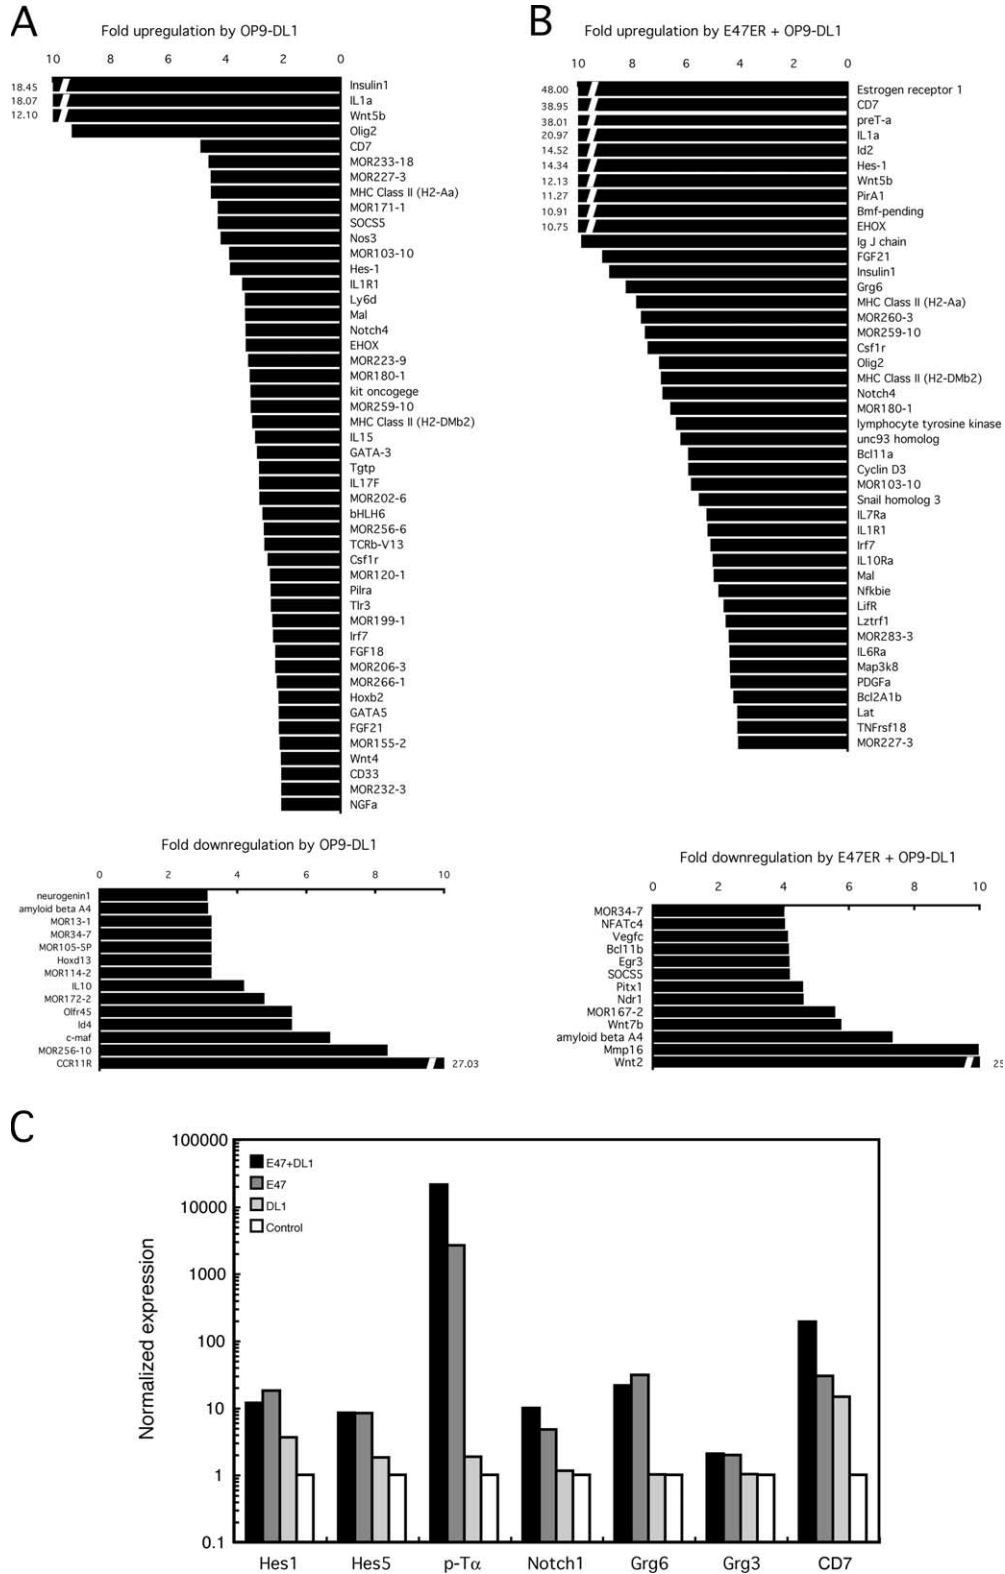 A
Fold upregulation by OP9-DL1
10 8 6 4 2 0
18.45 Insulin1
18.07 IL1a
12.10 Wnt5b
Olig2
CD7
MOR233-18
MOR227-3
MHC Class II (H2-Aa)
MOR171-1
SOCS5
Nos3
MOR103-10
Hes-1
IL1R1
Ly6d
Mal
Notch4
EHOX
MOR223-9
MOR180-1
kit oncogege
MOR259-10
MHC Class II (H2-DMb2)
IL15
GATA-3
Tgtp
IL17F
MOR202-6
bHLH6
MOR256-6
TCRb-V13
Csf1r
MOR120-1
Pilra
Tlr3
MOR199-1
Irf7
FGF18
MOR206-3
MOR266-1
Hoxb2
GATA5
FGF21
MOR155-2
Wnt4
CD33
MOR232-3
NGFa
Fold downregulation by OP9-DL1
0 2 4 6 8 10
neurogenin1
amyloid beta A4
MOR13-1
MOR34-7
MOR105-5P
Hoxd13
MOR114-2
IL10
MOR172-2
Olfr45
Id4
c-maf
MOR256-10
CCR11R 27.03
B
Fold upregulation by E47ER + OP9-DL1
10 8 6 4 2 0
48.00 Estrogen receptor 1
38.95 CD7
38.01 preT-a
20.97 IL1a
14.52 Id2
14.34 Hes-1
12.13 Wnt5b
11.27 PirA1
10.91 Bmf-pending
10.75 EHOX
Ig J chain
FGF21
Insulin1
Grg6
MHC Class II (H2-Aa)
MOR260-3
MOR259-10
Csf1r
Olig2
MHC Class II (H2-DMb2)
Notch4
MOR180-1
lymphocyte tyrosine kinase
unc93 homolog
Bcl11a
Cyclin D3
MOR103-10
Snail homolog 3
IL7Ra
IL1R1
Irf7
IL10Ra
Mal
Nfkbie
LifR
Lztrf1
MOR283-3
IL6Ra
Map3k8
PDGFa
Bcl2A1b
Lat
TNFrsf18
MOR227-3
Fold downregulation by E47ER + OP9-DL1
0 2 4 6 8 10
MOR34-7
NFATc4
Vegfc
Bcl11b
Egr3
SOCS5
Pitx1
Ndr1
MOR167-2
Wnt7b
amyloid beta A4
Mmp16
Wnt2
C
Normalized expression
100000
10000
1000
100
10
1
0.1
E47+DL1
E47
DL1
Control
Hes1 Hes5 p-Tα Notch1 Grg6 Grg3 CD7